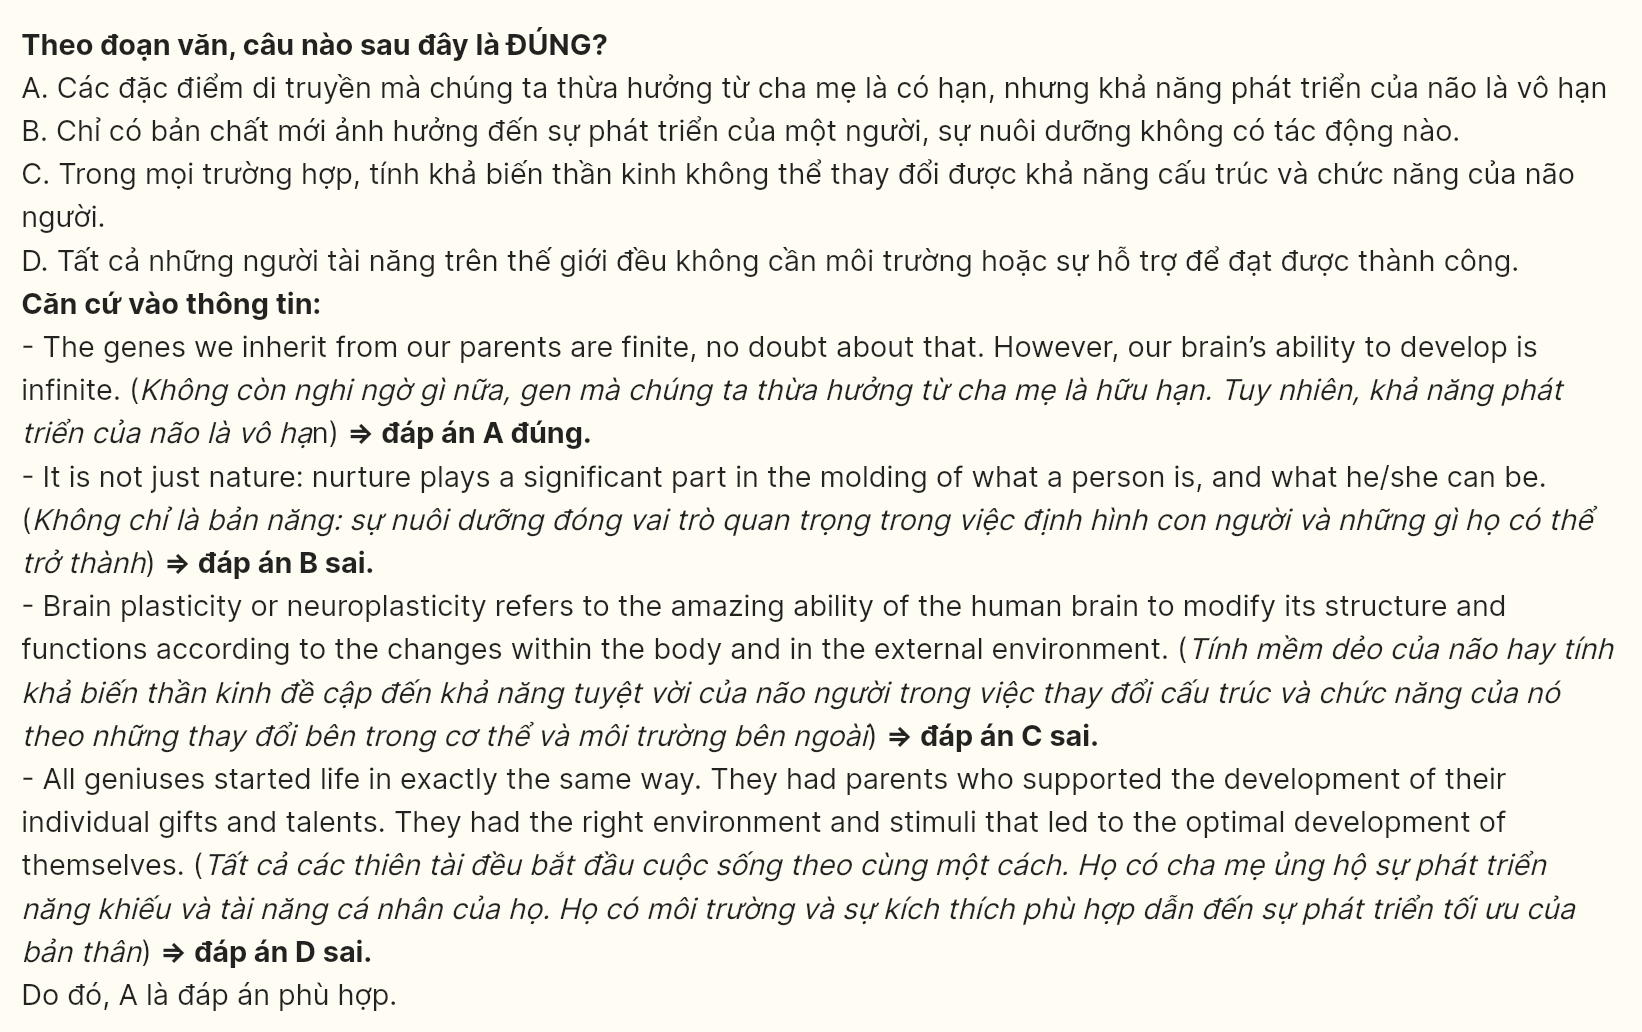 Theo đoạn văn, câu nào sau đây là ĐÚNG?
A. Các đặc điểm di truyền mà chúng ta thừa hưởng từ cha mẹ là có hạn, nhưng khả năng phát triển của não là vô hạn
B. Chỉ có bản chất mới ảnh hưởng đến sự phát triển của một người, sự nuôi dưỡng không có tác động nào.
C. Trong mọi trường hợp, tính khả biến thần kinh không thể thay đổi được khả năng cấu trúc và chức năng của não
người.
D. Tất cả những người tài năng trên thế giới đều không cần môi trường hoặc sự hỗ trợ để đạt được thành công.
Căn cứ vào thông tin:
- The genes we inherit from our parents are finite, no doubt about that. However, our brain’s ability to develop is
infinite. (Không còn nghi ngờ gì nữa, gen mà chúng ta thừa hưởng từ cha mẹ là hữu hạn. Tuy nhiên, khả năng phát
triển của não là vô hạn) ⇒ đáp án A đúng.
- It is not just nature: nurture plays a significant part in the molding of what a person is, and what he/she can be.
(Không chỉ là bản năng: sự nuôi dưỡng đóng vai trò quan trọng trong việc định hình con người và những gì họ có thể
trở thành) ⇒ đáp án B sai.
- Brain plasticity or neuroplasticity refers to the amazing ability of the human brain to modify its structure and
functions according to the changes within the body and in the external environment. (Tính mềm dẻo của não hay tính
khả biến thần kinh đề cập đến khả năng tuyệt vời của não người trong việc thay đổi cấu trúc và chức năng của nó
theo những thay đổi bên trong cơ thể và môi trường bên ngoài) ⇒ đáp án C sai.
- All geniuses started life in exactly the same way. They had parents who supported the development of their
individual gifts and talents. They had the right environment and stimuli that led to the optimal development of
themselves. (Tất cả các thiên tài đều bắt đầu cuộc sống theo cùng một cách. Họ có cha mẹ ủng hộ sự phát triển
năng khiếu và tài năng cá nhân của họ. Họ có môi trường và sự kích thích phù hợp dẫn đến sự phát triển tối ưu của
bản thân) ⇒ đáp án D sai.
Do đó, A là đáp án phù hợp.